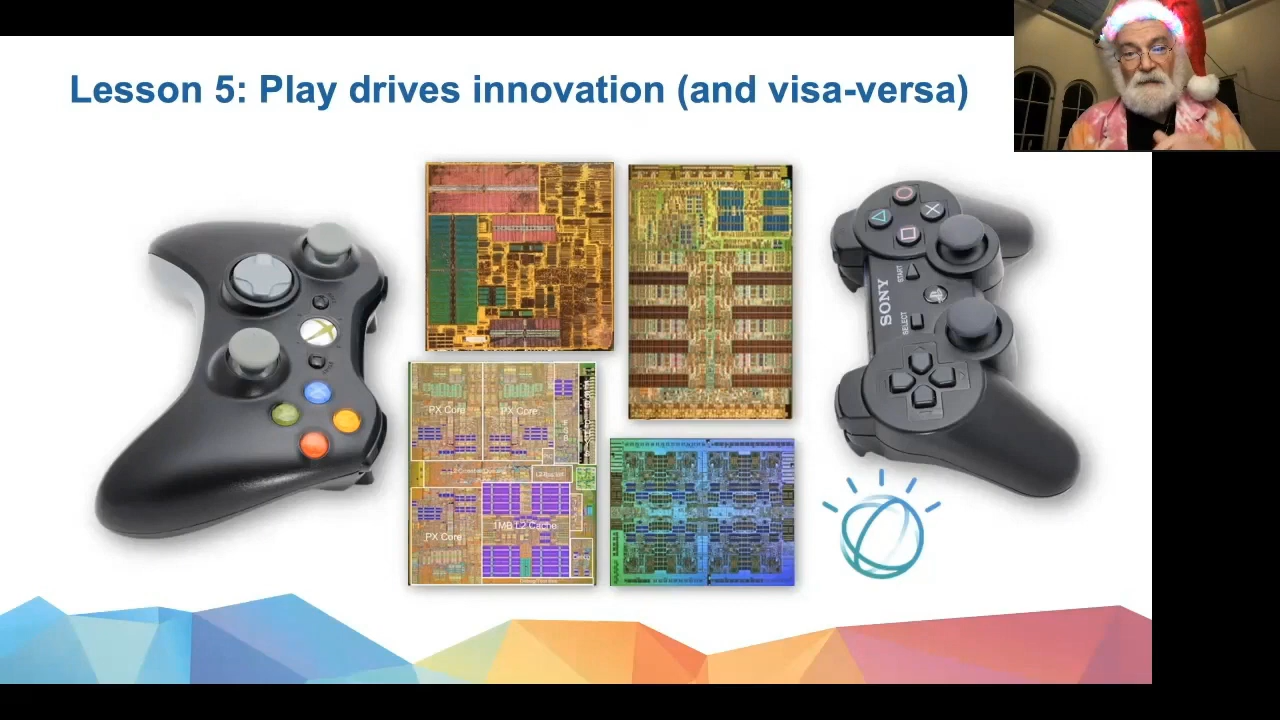 Lesson 5: Play drives innovation (and visa-versa)
PX Core
PX Core
PX Core
1MB L2 Cache
SONY
START
SELECT